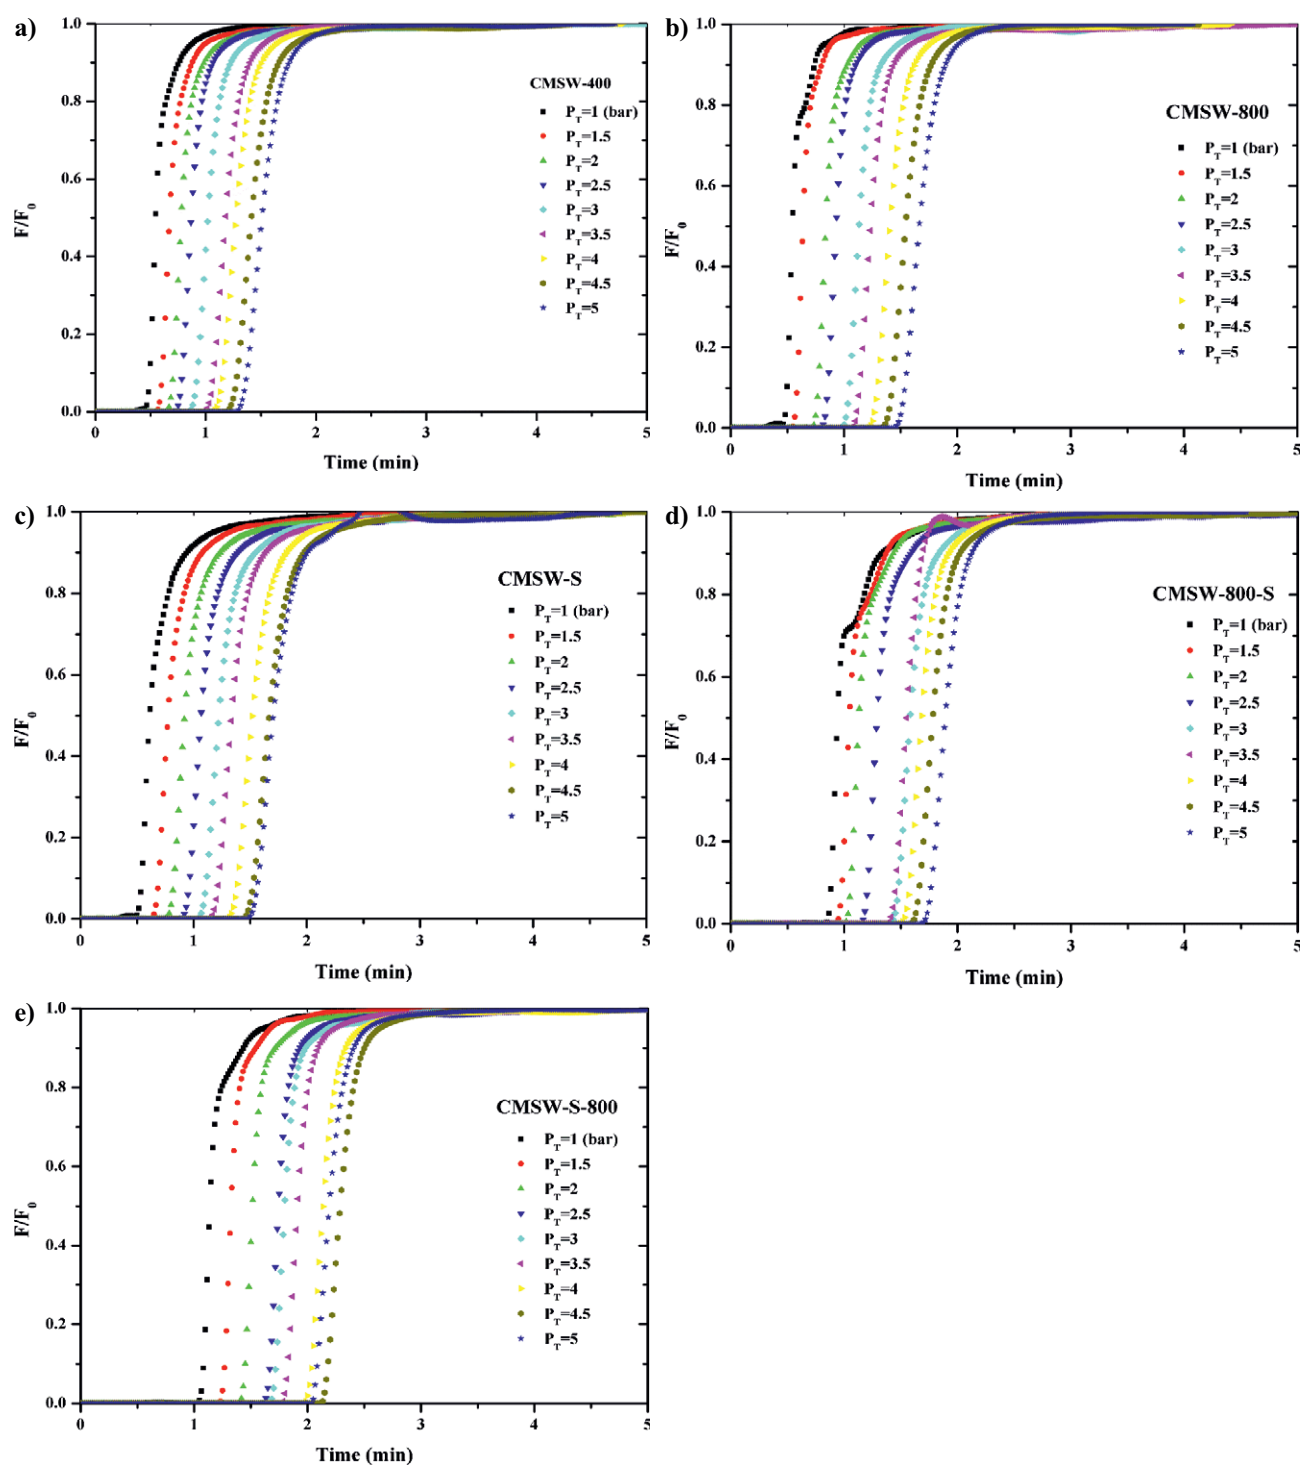 a)
1.0
0.8
0.6
0.4
0.2
0.0
F/F0
0 1 2 3 4 5
Time (min)
CMSW-400
PT=1 (bar)
PT=1.5
PT=2
PT=2.5
PT=3
PT=3.5
PT=4
PT=4.5
PT=5
b)
1.0
0.8
0.6
0.4
0.2
0.0
F/F0
0 1 2 3 4 5
Time (min)
CMSW-800
PT=1 (bar)
PT=1.5
PT=2
PT=2.5
PT=3
PT=3.5
PT=4
PT=4.5
PT=5
c)
1.0
0.8
0.6
0.4
0.2
0.0
F/F0
0 1 2 3 4 5
Time (min)
CMSW-S
PT=1 (bar)
PT=1.5
PT=2
PT=2.5
PT=3
PT=3.5
PT=4
PT=4.5
PT=5
d)
1.0
0.8
0.6
0.4
0.2
0.0
F/F0
0 1 2 3 4 5
Time (min)
CMSW-800-S
PT=1 (bar)
PT=1.5
PT=2
PT=2.5
PT=3
PT=3.5
PT=4
PT=4.5
PT=5
e)
1.0
0.8
0.6
0.4
0.2
0.0
F/F0
0 1 2 3 4 5
Time (min)
CMSW-S-800
PT=1 (bar)
PT=1.5
PT=2
PT=2.5
PT=3
PT=3.5
PT=4
PT=4.5
PT=5